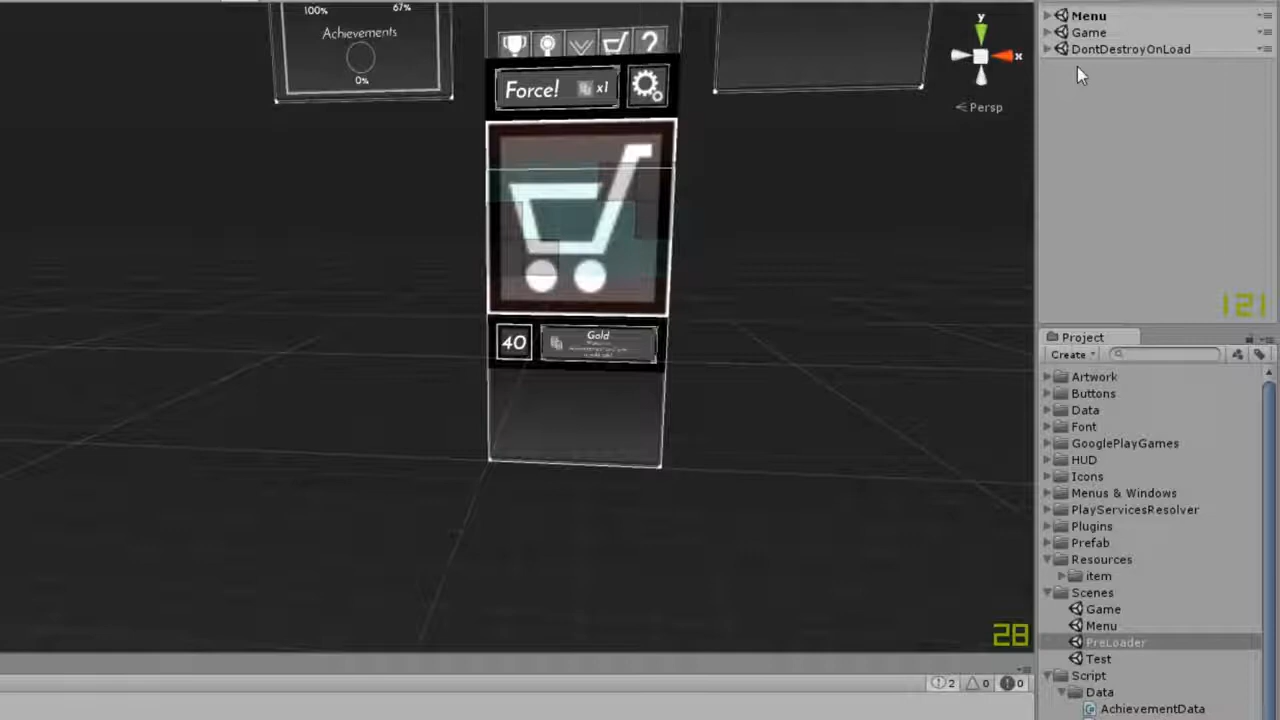 100% 67%
Achievements
0%
?
Force! x1
40 Gold
y
x
< Persp
Menu
Game
DontDestroyOnLoad
121
Project
Create
Artwork
Buttons
Data
Font
GooglePlayGames
HUD
Icons
Menus & Windows
PlayServicesResolver
Plugins
Prefab
Resources
item
Scenes
Game
Menu
PreLoader
Test
Script
Data
AchievementData
28
2 0 0